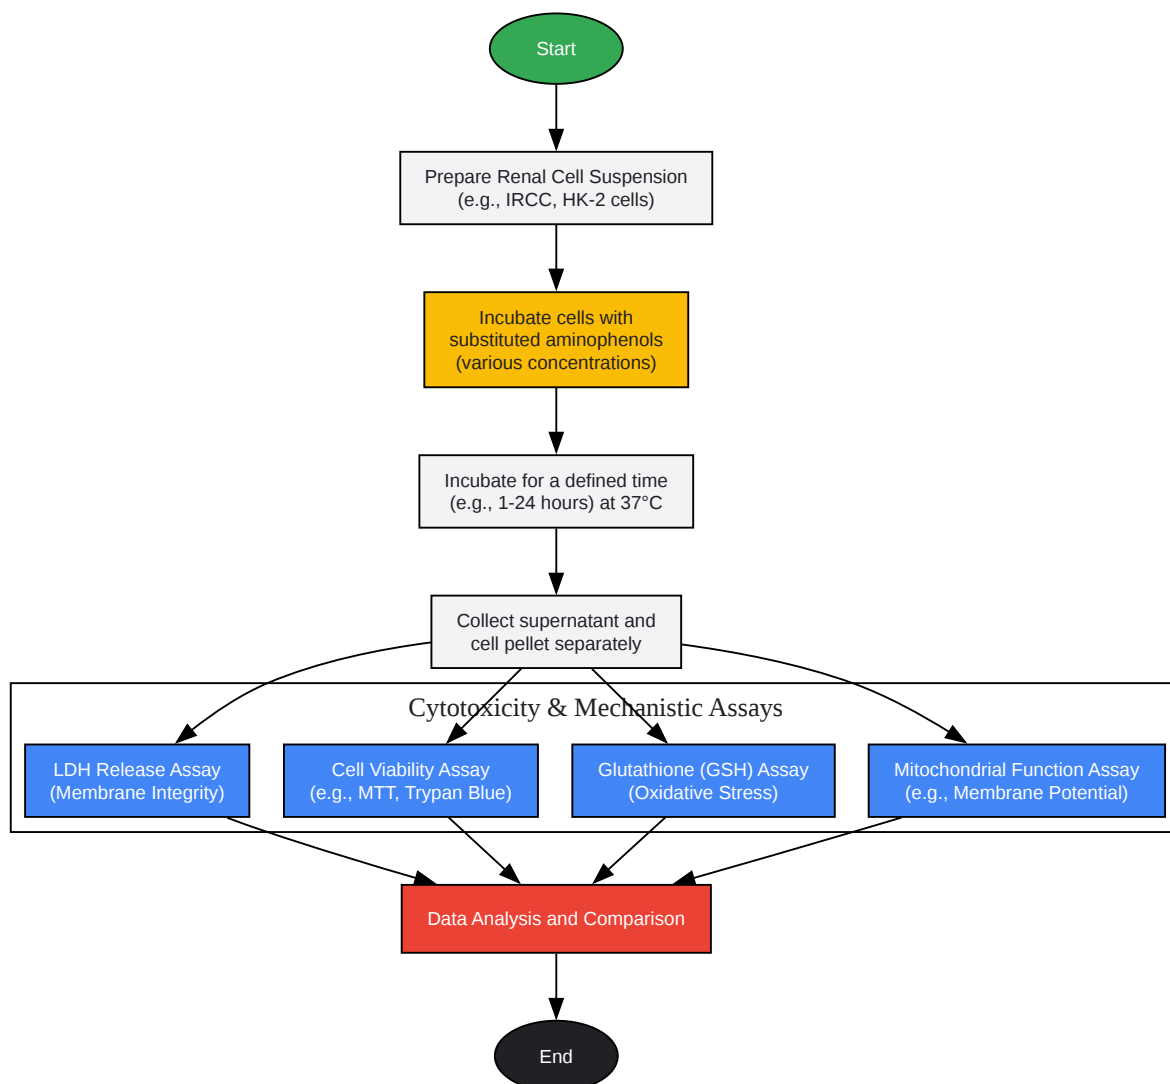 Start
Prepare Renal Cell Suspension
(e.g., IRCC, HK-2 cells)
Incubate cells with
substituted aminophenols
(various concentrations)
Incubate for a defined time
(e.g., 1-24 hours) at 37°C
Collect supernatant and
cell pellet separately
Cytotoxicity & Mechanistic Assays
LDH Release Assay
(Membrane Integrity)
Cell Viability Assay
(e.g., MTT, Trypan Blue)
Glutathione (GSH) Assay
(Oxidative Stress)
Mitochondrial Function Assay
(e.g., Membrane Potential)
Data Analysis and Comparison
End